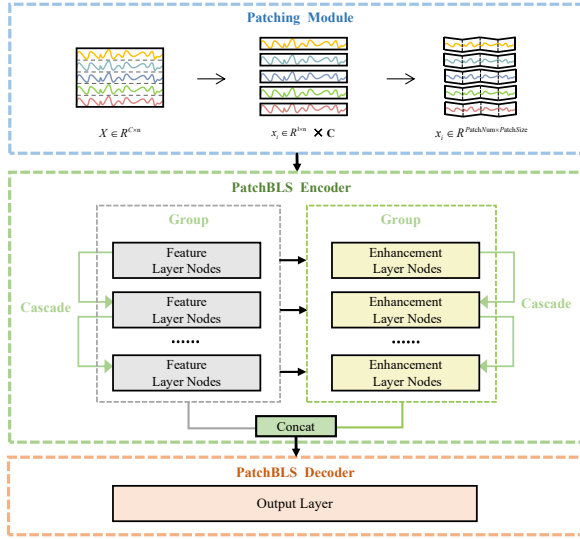 Patching Module
X ∈ R^{C×n}
x_i ∈ R^{1×n} × C
x_i ∈ R^{PatchNum×PatchSize}
PatchBLS Encoder
Group
Group
Feature
Layer Nodes
Enhancement
Layer Nodes
Cascade
Feature
Layer Nodes
Enhancement
Layer Nodes
Cascade
......
......
Feature
Layer Nodes
Enhancement
Layer Nodes
Concat
PatchBLS Decoder
Output Layer